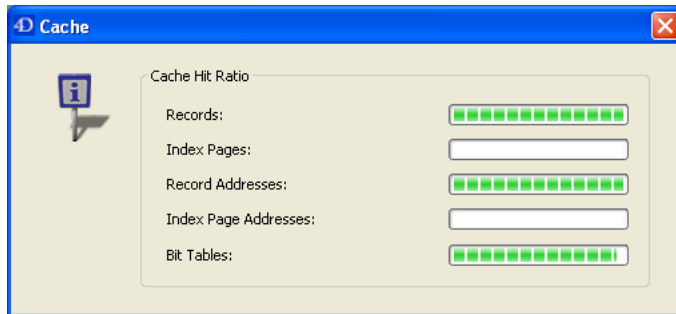 4D Cache
Cache Hit Ratio
Records:
Index Pages:
Record Addresses:
Index Page Addresses:
Bit Tables: